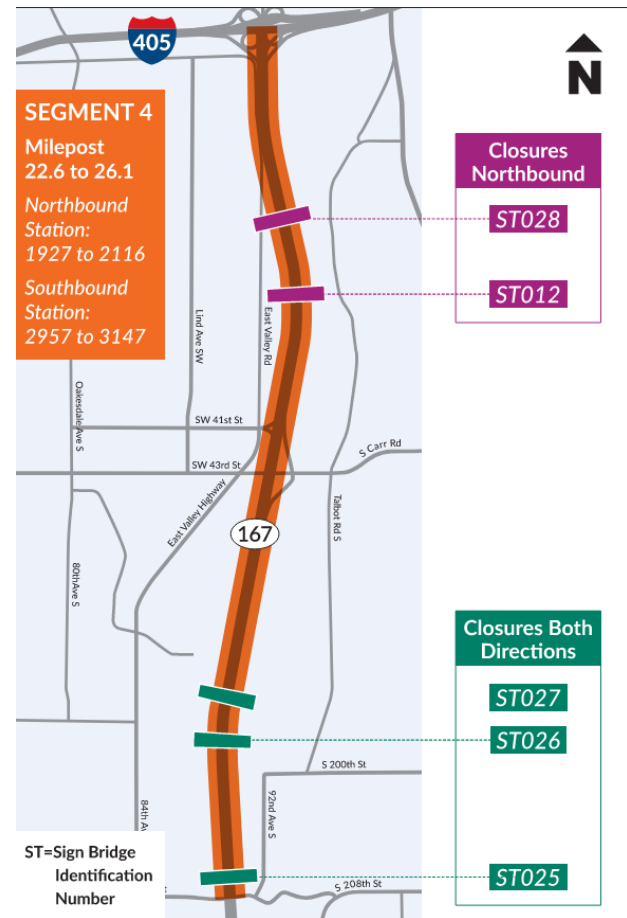 405
N
SEGMENT 4
Milepost
22.6 to 26.1
Northbound
Station:
1927 to 2116
Southbound
Station:
2957 to 3147
Closures
Northbound
ST028
ST012
Lind Ave SW
East Valley Rd
Oakesdale Ave S
SW 41st St
S Carr Rd
SW 43rd St
East Valley Highway
Talbot Rd S
167
80th Ave S
Closures Both
Directions
ST027
ST026
S 200th St
92nd Ave S
84th
ST025
S 208th St
ST=Sign Bridge
Identification
Number